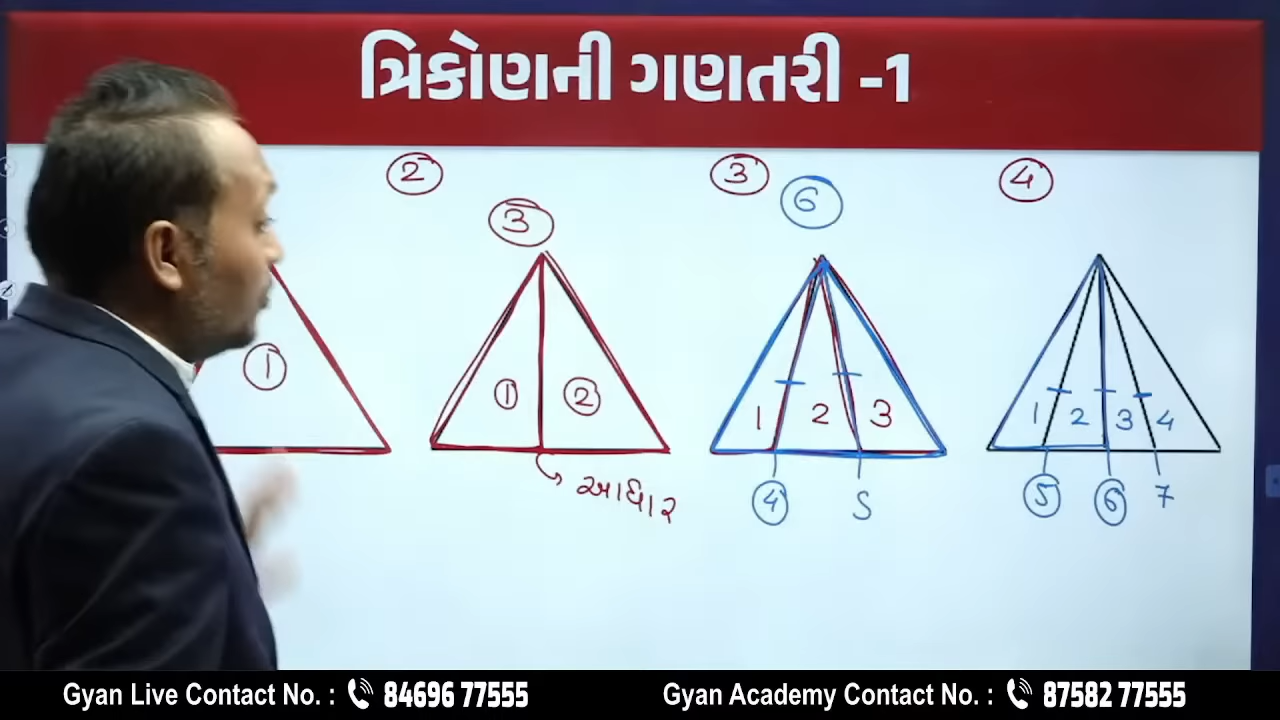 ત્રિકોણની ગણતરી -1
2 3 4
3 6
1 1 2 1 2 3 1 2 3 4
આધાર 4 5 5 6 7
Gyan Live Contact No. : 84696 77555 Gyan Academy Contact No. : 87582 77555